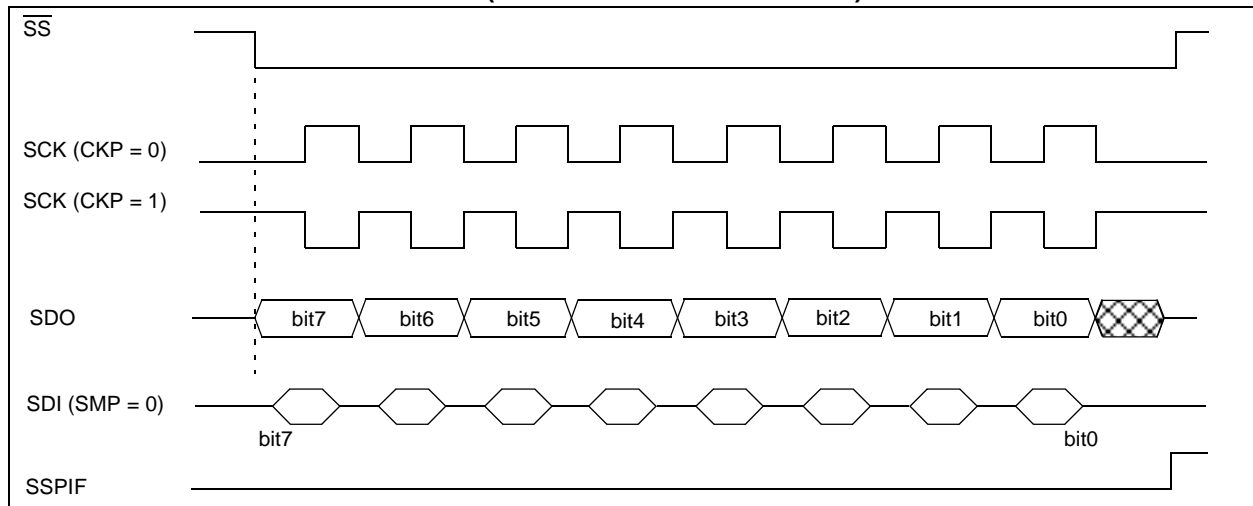 SS
SCK (CKP = 0)
SCK (CKP = 1)
SDO bit7 bit6 bit5 bit4 bit3 bit2 bit1 bit0
SDI (SMP = 0)
bit7 bit0
SSPIF